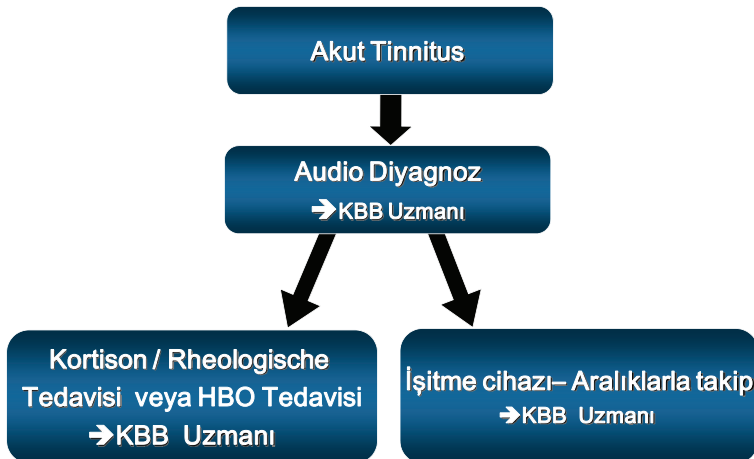 Akut Tinnitus
Audio Diyagnoz
➔KBB Uzmanı
Kortison / Rheologische
Tedavisi veya HBO Tedavisi
➔KBB Uzmanı
İşitme cihazı– Aralıklarla takip
➔KBB Uzmanı